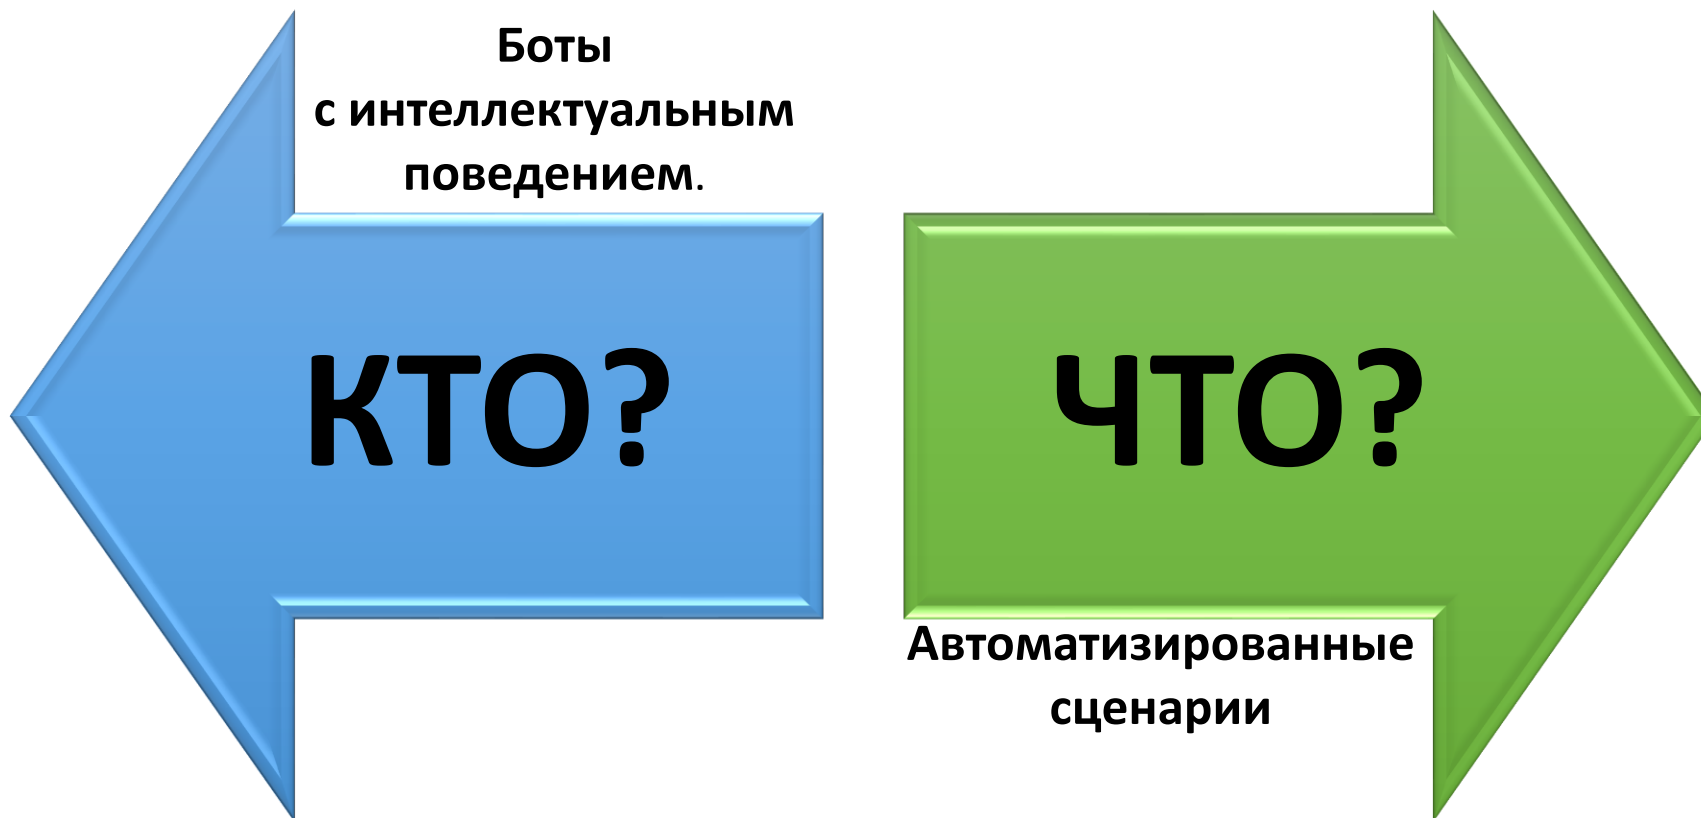 Боты
с интеллектуальным
поведением.
КТО?
ЧТО?
Автоматизированные
сценарии